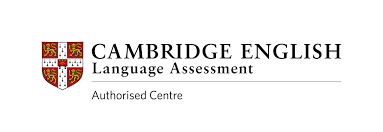 CAMBRIDGE ENGLISH
Language Assessment
Authorised Centre